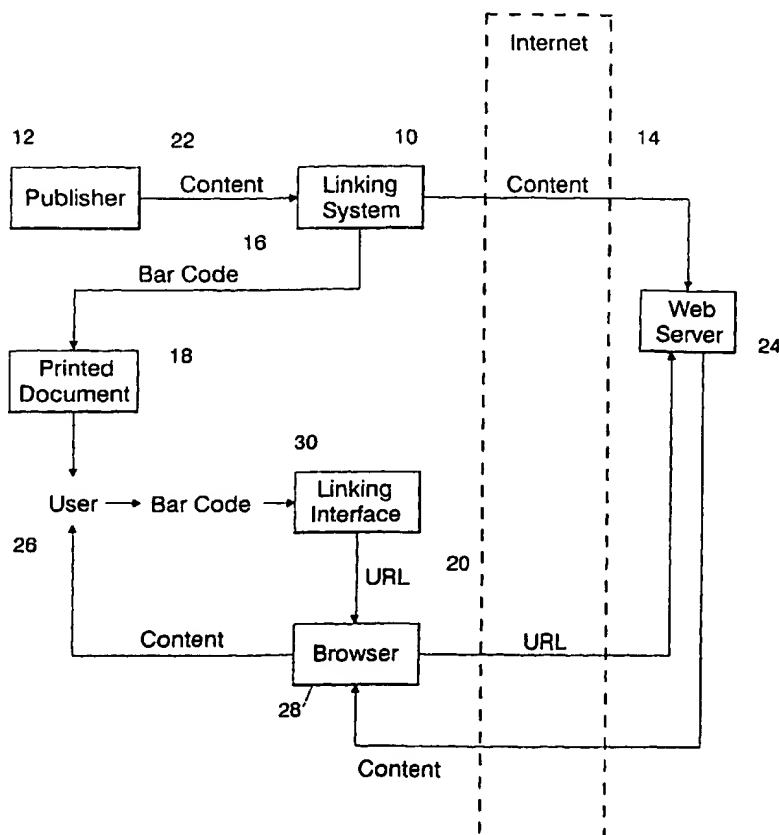 Internet
12
22
10
14
Publisher
Content
Linking
System
Content
16
Bar Code
Web
Server
24
Printed
Document
18
30
User
Bar Code
Linking
Interface
26
URL
20
Content
Browser
URL
28
Content